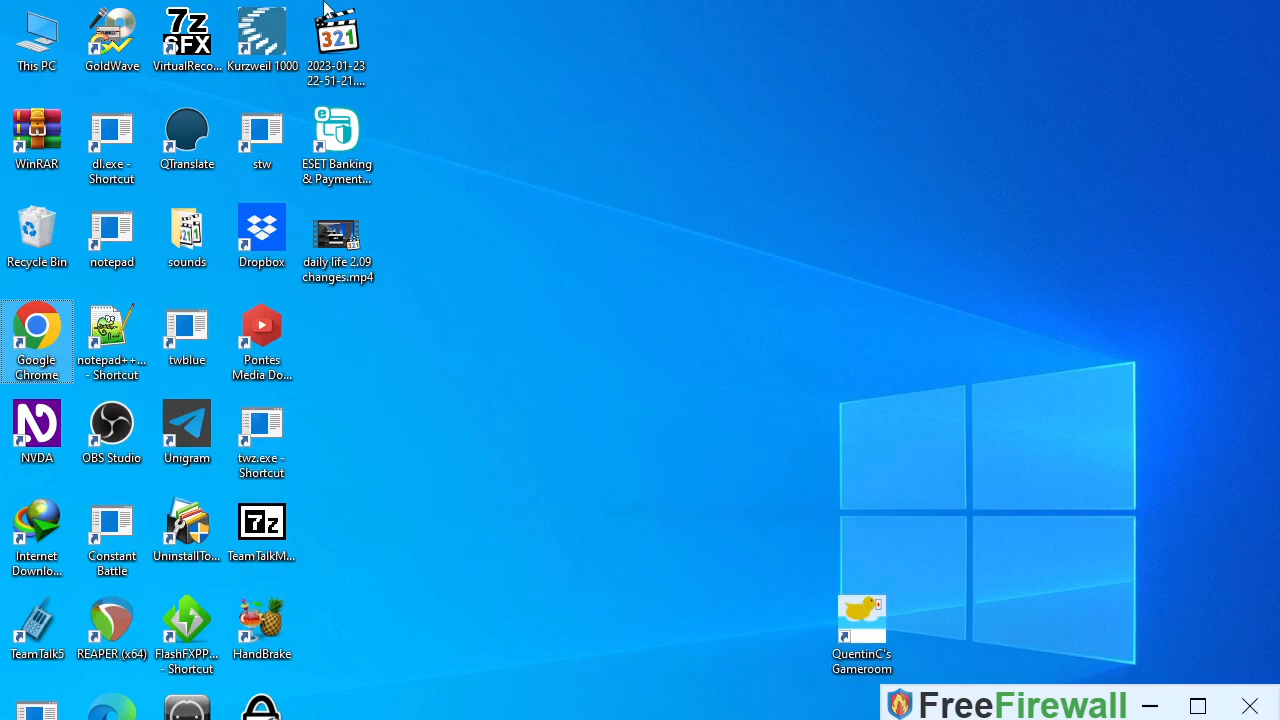 This PC
GoldWave
7z
SFX
VirtualReco...
Kurzweil 1000
321
2023-01-23
22-51-21....
WinRAR
dl.exe -
Shortcut
QTranslate
stw
e
ESET Banking
& Payment...
Recycle Bin
notepad
sounds
Dropbox
daily life 2.09
changes.mp4
Google
Chrome
notepad++...
- Shortcut
twblue
Pontes
Media Do...
NVDA
OBS Studio
Unigram
twz.exe -
Shortcut
Internet
Downlo...
Constant
Battle
UninstallTo...
7z
TeamTalkM...
TeamTalk5
REAPER (x64)
FlashFXPP...
- Shortcut
HandBrake
QuentinC's
Gameroom
FreeFirewall